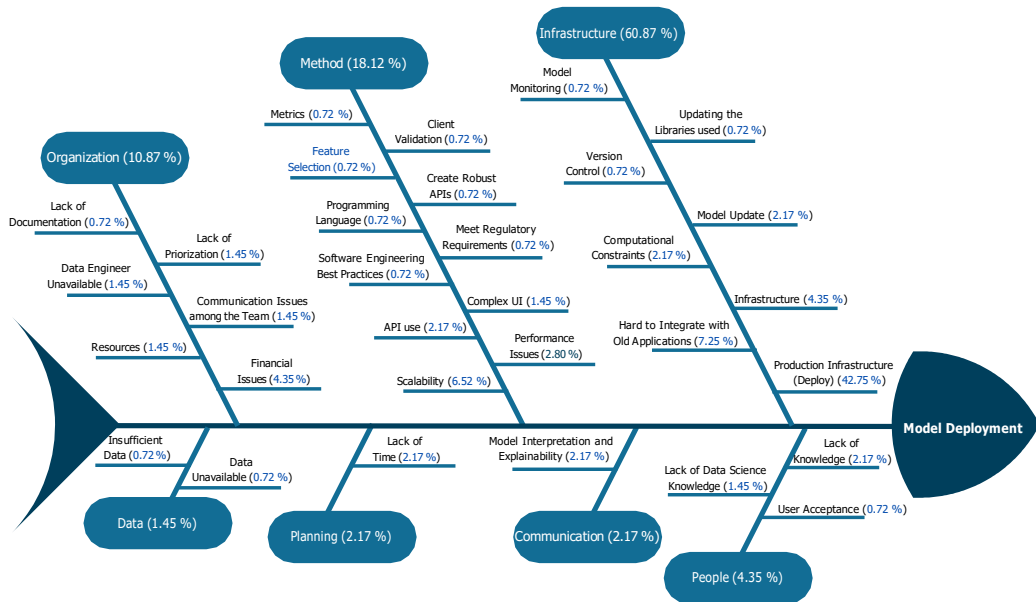 Infrastructure (60.87 %)
Model
Monitoring (0.72 %)
Updating the
Libraries used (0.72 %)
Version
Control (0.72 %)
Model Update (2.17 %)
Computational
Constraints (2.17 %)
Infrastructure (4.35 %)
Hard to Integrate with
Old Applications (7.25 %)
Production Infrastructure
(Deploy) (42.75 %)
Method (18.12 %)
Metrics (0.72 %)
Client
Validation (0.72 %)
Feature
Selection (0.72 %)
Create Robust
APIs (0.72 %)
Programming
Language (0.72 %)
Meet Regulatory
Requirements (0.72 %)
Software Engineering
Best Practices (0.72 %)
Complex UI (1.45 %)
API use (2.17 %)
Performance
Issues (2.80 %)
Scalability (6.52 %)
Organization (10.87 %)
Lack of
Documentation (0.72 %)
Lack of
Priorization (1.45 %)
Data Engineer
Unavailable (1.45 %)
Communication Issues
among the Team (1.45 %)
Resources (1.45 %)
Financial
Issues (4.35 %)
Model Deployment
Insufficient
Data (0.72 %)
Data
Unavailable (0.72 %)
Data (1.45 %)
Lack of
Time (2.17 %)
Planning (2.17 %)
Model Interpretation and
Explainability (2.17 %)
Communication (2.17 %)
Lack of
Knowledge (2.17 %)
Lack of Data Science
Knowledge (1.45 %)
User Acceptance (0.72 %)
People (4.35 %)